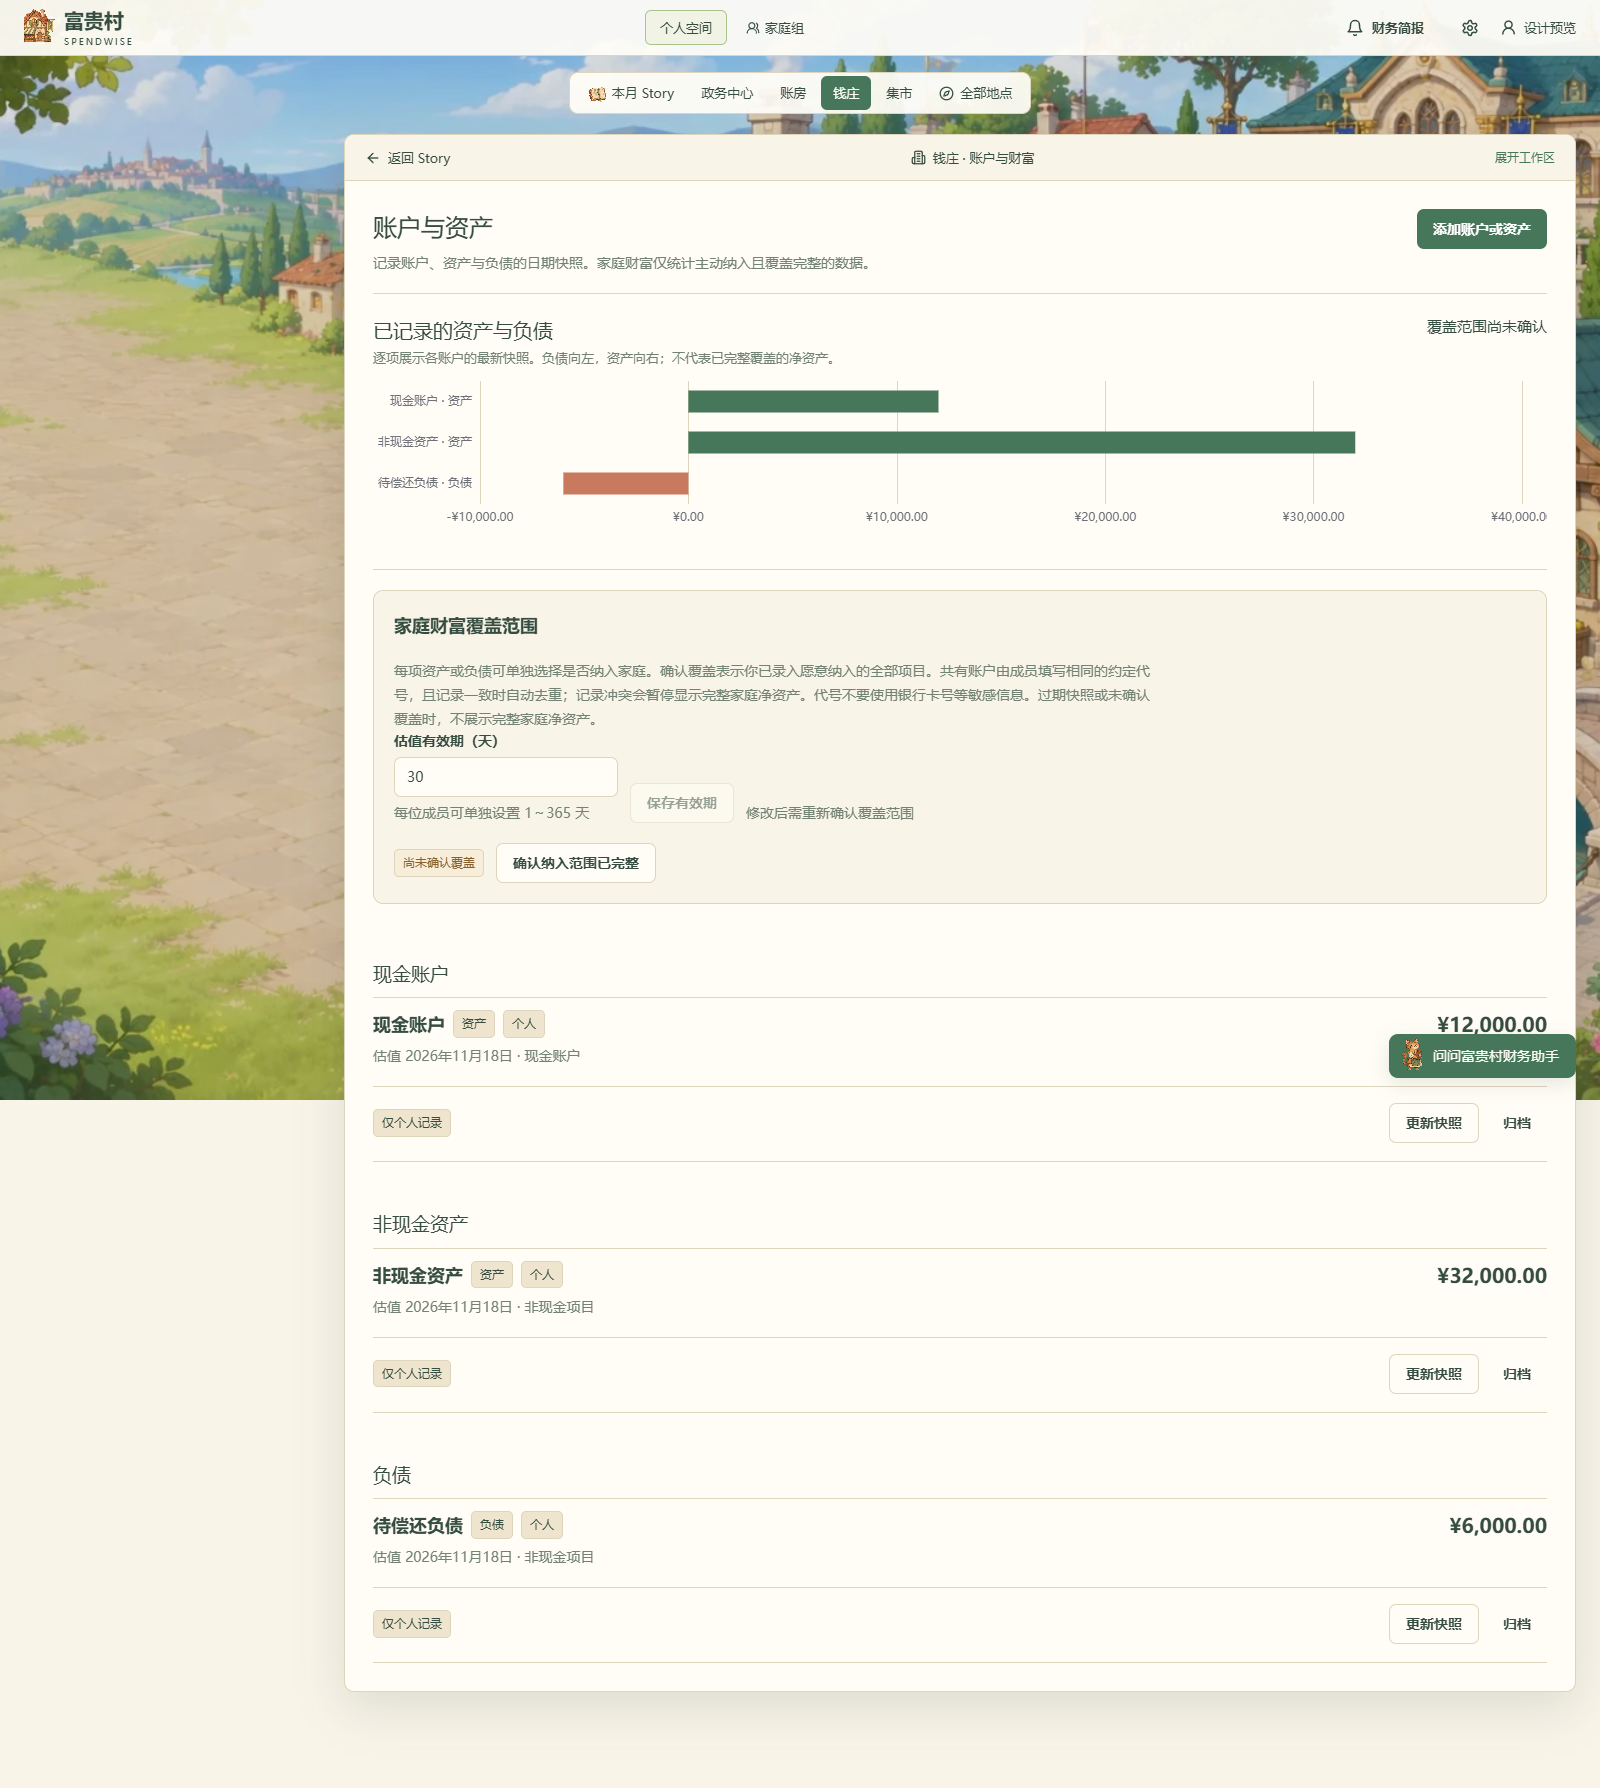 富贵村
SPENDWISE
个人空间
家庭组
财务简报
设计预览
本月 Story
政务中心
账房
钱庄
集市
全部地点
返回 Story
钱庄 · 账户与财富
展开工作区
账户与资产
添加账户或资产
记录账户、资产与负债的日期快照。家庭财富仅统计主动纳入且覆盖完整的数据。
已记录的资产与负债
覆盖范围尚未确认
逐项展示各账户的最新快照。负债向左，资产向右；不代表已完整覆盖的净资产。
现金账户 · 资产
非现金资产 · 资产
待偿还负债 · 负债
-¥10,000.00
¥0.00
¥10,000.00
¥20,000.00
¥30,000.00
¥40,000.0
家庭财富覆盖范围
每项资产或负债可单独选择是否纳入家庭。确认覆盖表示你已录入愿意纳入的全部项目。共有账户由成员填写相同的约定代
号，且记录一致时自动去重；记录冲突会暂停显示完整家庭净资产。代号不要使用银行卡号等敏感信息。过期快照或未确认
覆盖时，不展示完整家庭净资产。
估值有效期（天）
30
保存有效期
每位成员可单独设置 1～365 天
修改后需重新确认覆盖范围
尚未确认覆盖
确认纳入范围已完整
现金账户
现金账户
资产
个人
¥12,000.00
估值 2026年11月18日 · 现金账户
问问富贵村财务助手
仅个人记录
更新快照
归档
非现金资产
非现金资产
资产
个人
¥32,000.00
估值 2026年11月18日 · 非现金项目
仅个人记录
更新快照
归档
负债
待偿还负债
负债
个人
¥6,000.00
估值 2026年11月18日 · 非现金项目
仅个人记录
更新快照
归档